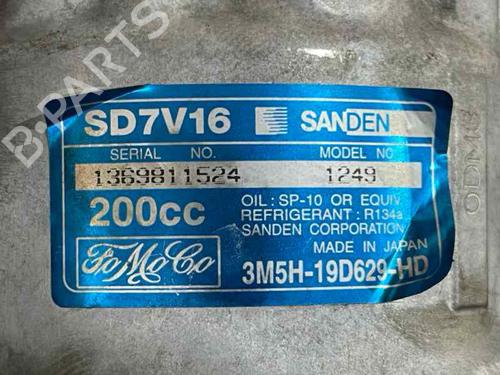 B-PARTS
SD7V16 SANDEN
SERIAL NO. MODEL NO
1369811524 1249
200cc
OIL : SP-10 OR EQUIV.
REFRIGERANT : R134a
SANDEN CORPORATION
MADE IN JAPAN
FoMoCo
3M5H-19D629-HD